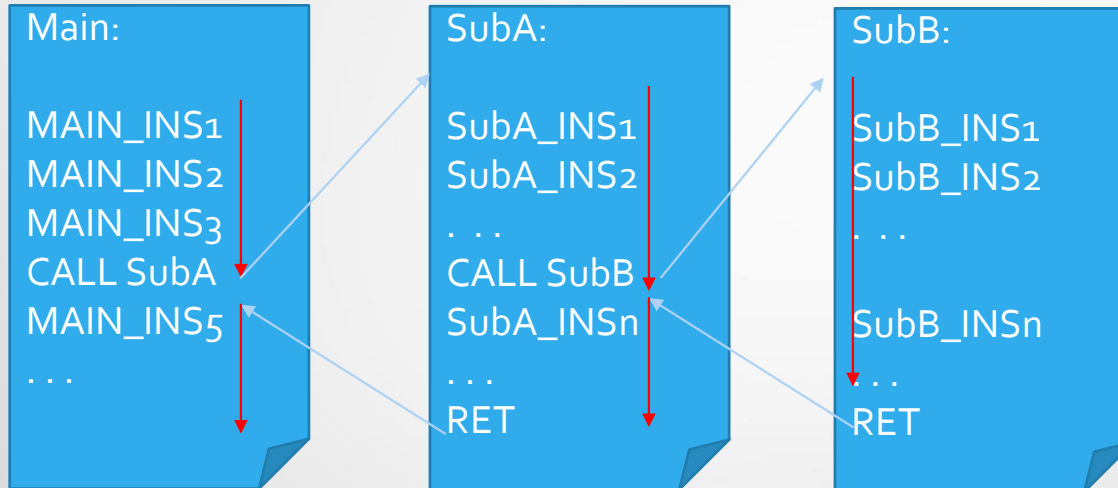 Main:
MAIN_INS1
MAIN_INS2
MAIN_INS3
CALL SubA
MAIN_INS5
. . .
SubA:
SubA_INS1
SubA_INS2
. . .
CALL SubB
SubA_INSn
. . .
RET
SubB:
SubB_INS1
SubB_INS2
. . .
SubB_INSn
. . .
RET